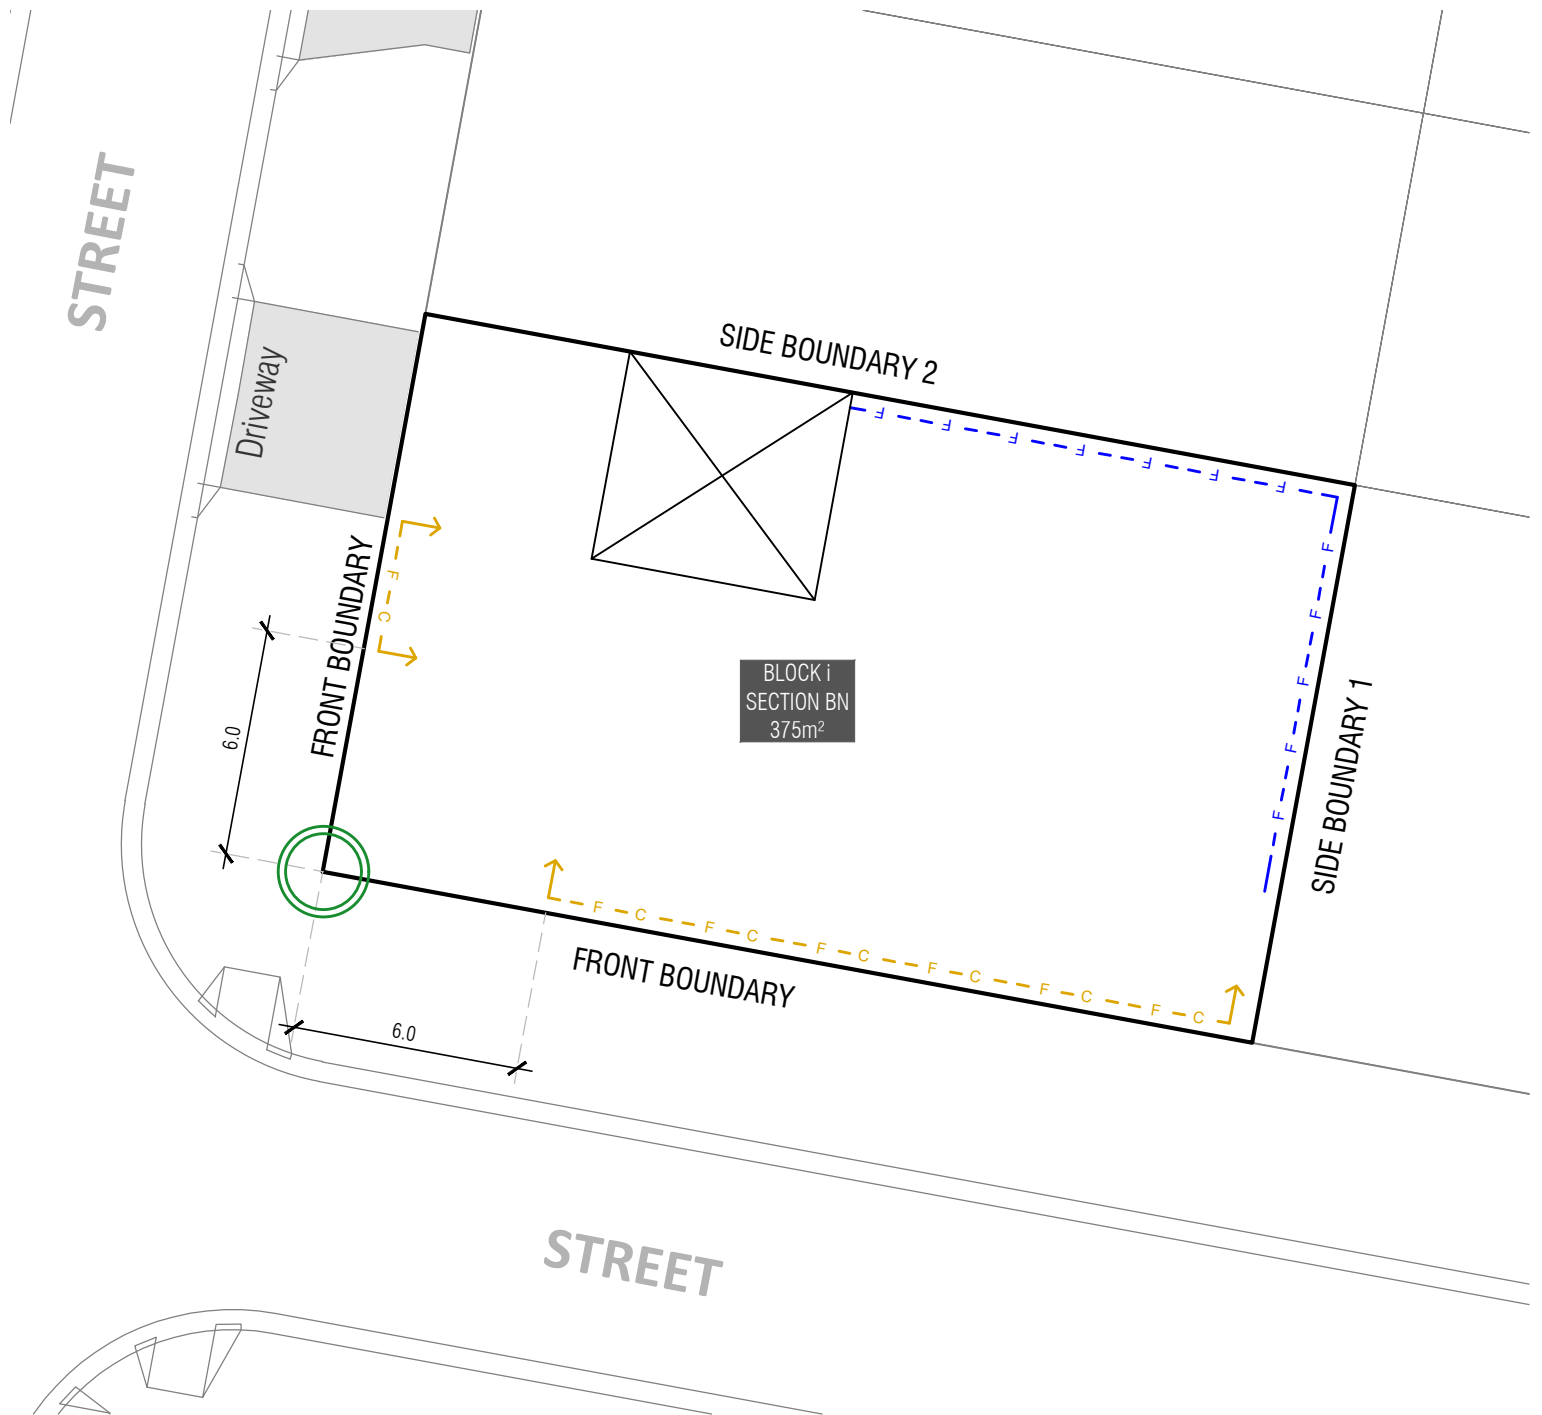 STREET
SIDE BOUNDARY 2
Driveway
F F F F F F F
FRONT BOUNDARY
F
C
F
F
F
F
F
BLOCK i
SECTION BN
375m²
SIDE BOUNDARY 1
6.0
F C F C F C F C F C F C
FRONT BOUNDARY
6.0
STREET